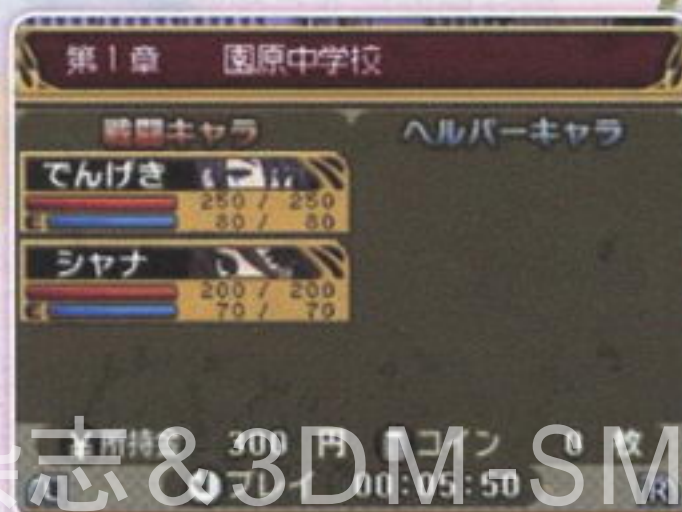 第1章 園原中学校
戦闘キャラ ヘルパーキャラ
でんげき
250 / 250
E 80 / 80
シャナ
200 / 200
E 70 / 70
¥所持金 300 円 コイン 0 枚
プレイ 00:05:50
杂志&3DM-SM
L R